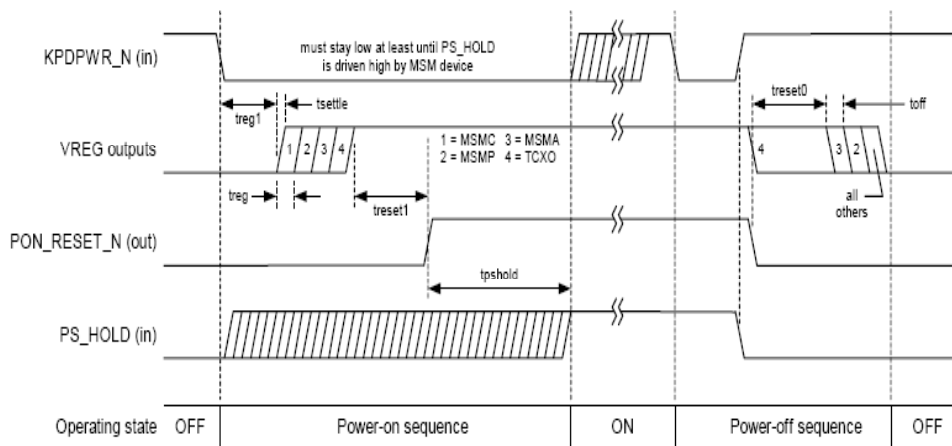 KPDPWR_N (in)
must stay low at least until PS_HOLD
is driven high by MSM device
treg1
tsettle
treset0
toff
VREG outputs
1
2
3
4
1 = MSMC 3 = MSMA
2 = MSMP 4 = TCXO
4
3
2
treg
treset1
all
others
PON_RESET_N (out)
tpshold
PS_HOLD (in)
Operating state OFF Power-on sequence ON Power-off sequence OFF